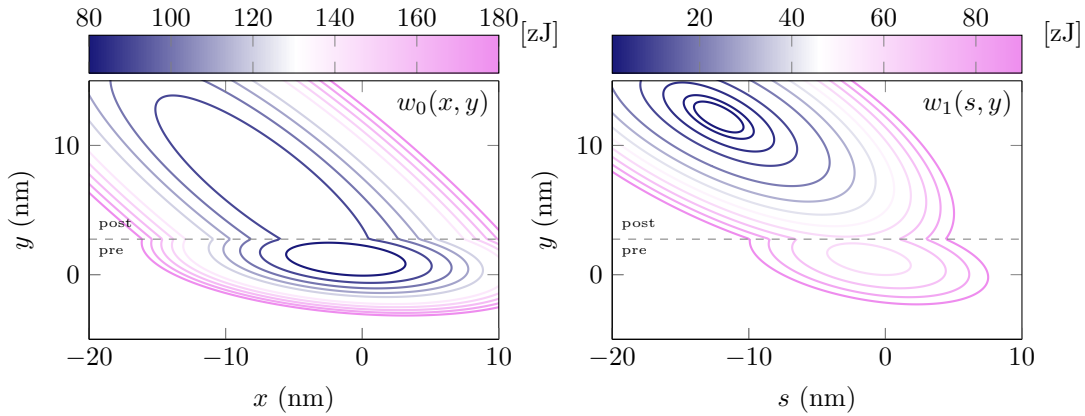 80 100 120 140 160 180 [zJ]
w₀(x, y)
10
0
y (nm)
post
pre
−20 −10 0 10
x (nm)
20 40 60 80 [zJ]
w₁(s, y)
10
0
y (nm)
post
pre
−20 −10 0 10
s (nm)